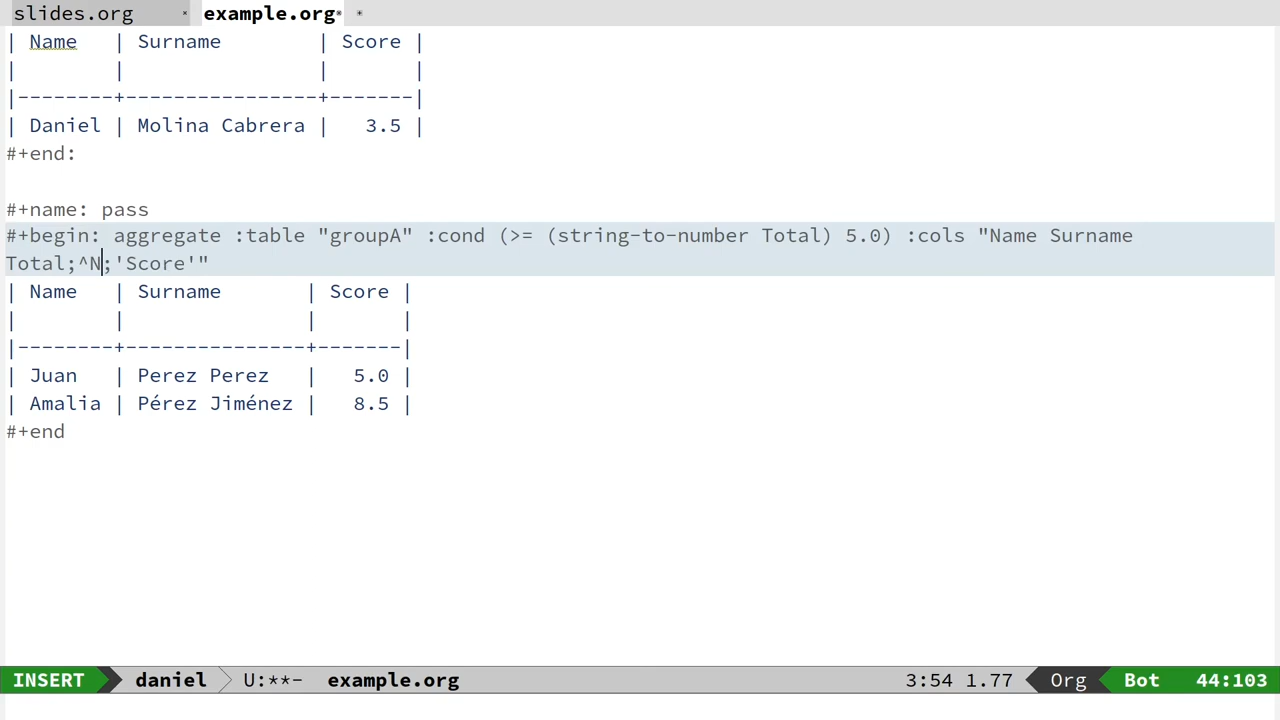 slides.org * example.org* *
| Name   | Surname        | Score |
|        |                |       |
|--------+----------------+-------|
| Daniel | Molina Cabrera |   3.5 |
#+end:
#+name: pass
#+begin: aggregate :table "groupA" :cond (>= (string-to-number Total) 5.0) :cols "Name Surname
Total;^N;'Score'"
| Name   | Surname       | Score |
|        |               |       |
|--------+---------------+-------|
| Juan   | Perez Perez   |   5.0 |
| Amalia | Pérez Jiménez |   8.5 |
#+end
INSERT daniel U:**- example.org 3:54 1.77 Org Bot 44:103